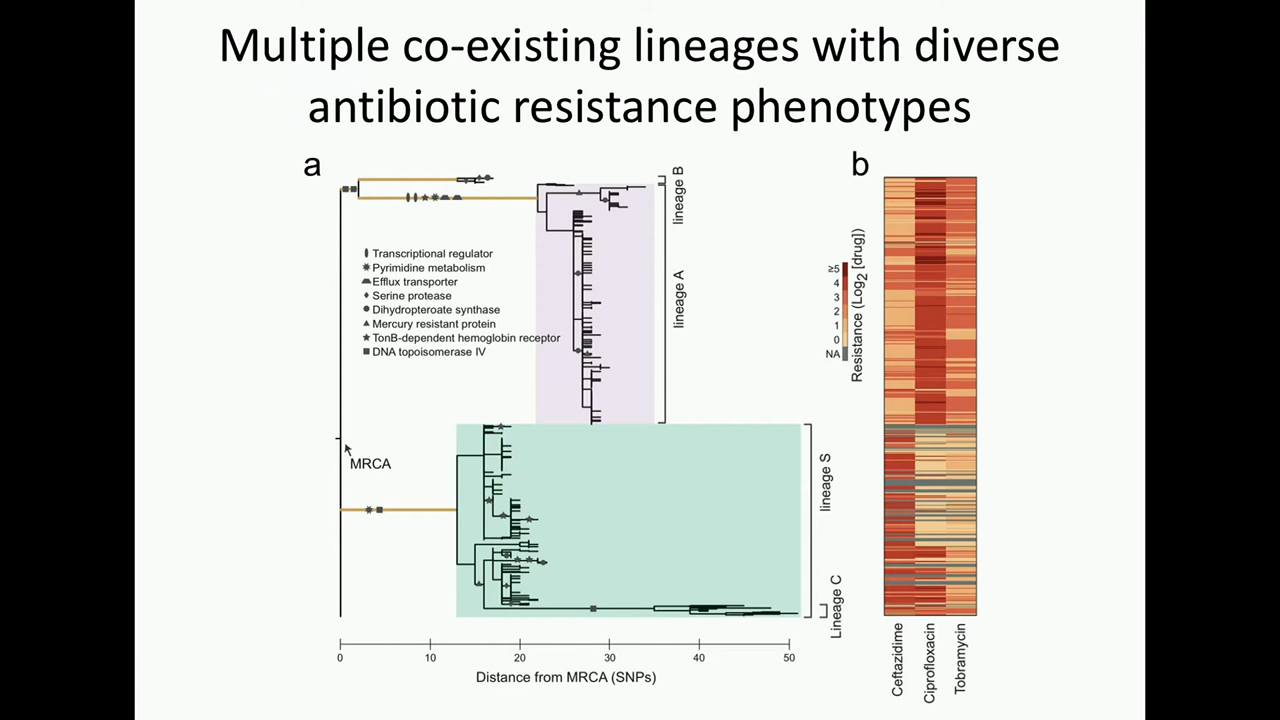 Multiple co-existing lineages with diverse
antibiotic resistance phenotypes
a
b
lineage B
lineage A
Transcriptional regulator
Pyrimidine metabolism
Efflux transporter
Serine protease
Dihydropteroate synthase
Mercury resistant protein
TonB-dependent hemoglobin receptor
DNA topoisomerase IV
MRCA
lineage S
Lineage C
0 10 20 30 40 50
Distance from MRCA (SNPs)
≥5
4
3
2
1
0
NA
Resistance (Log2 [drug])
Ceftazidime
Ciprofloxacin
Tobramycin